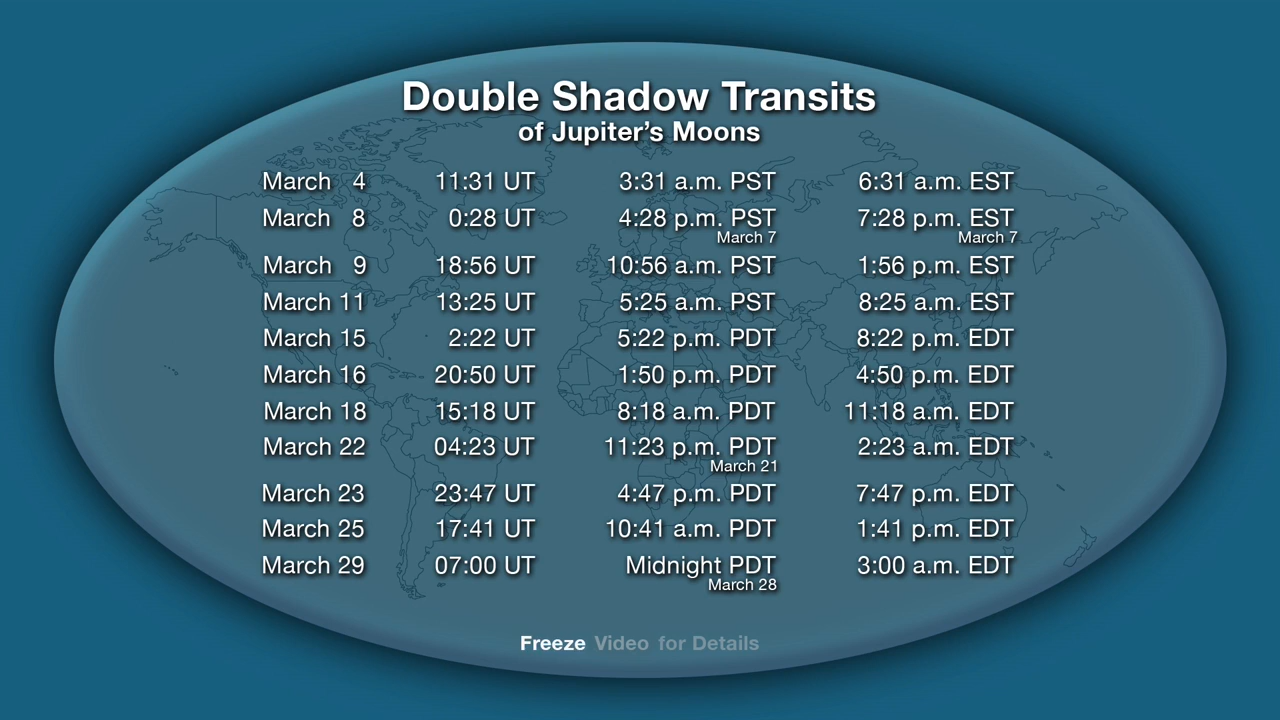 Double Shadow Transits
of Jupiter's Moons
March 4 11:31 UT 3:31 a.m. PST 6:31 a.m. EST
March 8 0:28 UT 4:28 p.m. PST 7:28 p.m. EST
March 7 March 7
March 9 18:56 UT 10:56 a.m. PST 1:56 p.m. EST
March 11 13:25 UT 5:25 a.m. PST 8:25 a.m. EST
March 15 2:22 UT 5:22 p.m. PDT 8:22 p.m. EDT
March 16 20:50 UT 1:50 p.m. PDT 4:50 p.m. EDT
March 18 15:18 UT 8:18 a.m. PDT 11:18 a.m. EDT
March 22 04:23 UT 11:23 p.m. PDT 2:23 a.m. EDT
March 21
March 23 23:47 UT 4:47 p.m. PDT 7:47 p.m. EDT
March 25 17:41 UT 10:41 a.m. PDT 1:41 p.m. EDT
March 29 07:00 UT Midnight PDT 3:00 a.m. EDT
March 28
Freeze Video for Details